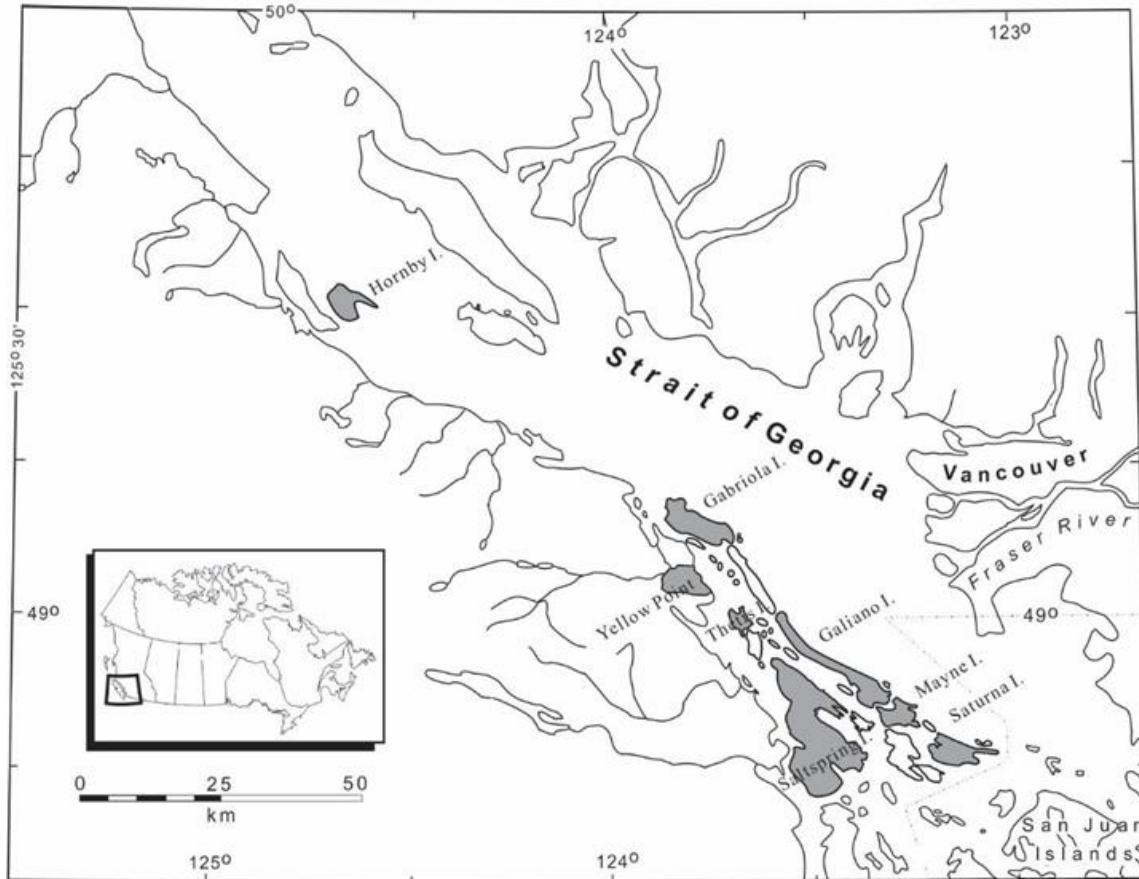 50°
124°
123°
Hornby I.
125° 30'
Strait of Georgia
Gabriola I.
Vancouver
Fraser River
Yellow Point
Thetis I.
Galiano I.
49°
49°
Mayne I.
Saturna I.
Saltspring I.
0 25 50
km
San Juan
Islands
125°
124°